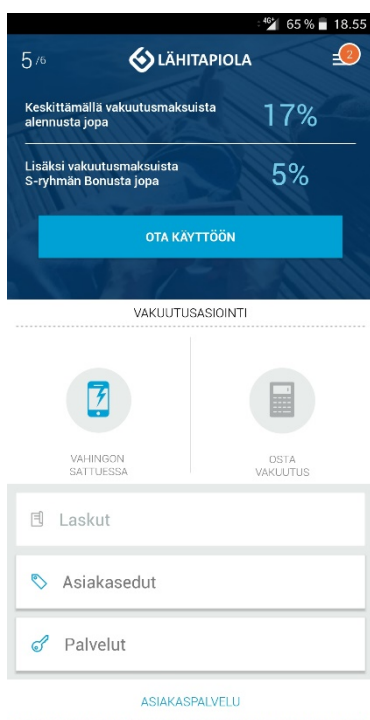 4G 65 % 18.55
5/6 LÄHITAPIOLA 2
Keskittämällä vakuutusmaksuista
alennusta jopa
17%
Lisäksi vakuutusmaksuista
S-ryhmän Bonusta jopa
5%
OTA KÄYTTÖÖN
VAKUUTUSASIOINTI
VAHINGON
SATTUESSA
OSTA
VAKUUTUS
Laskut
Asiakasedut
Palvelut
ASIAKASPALVELU